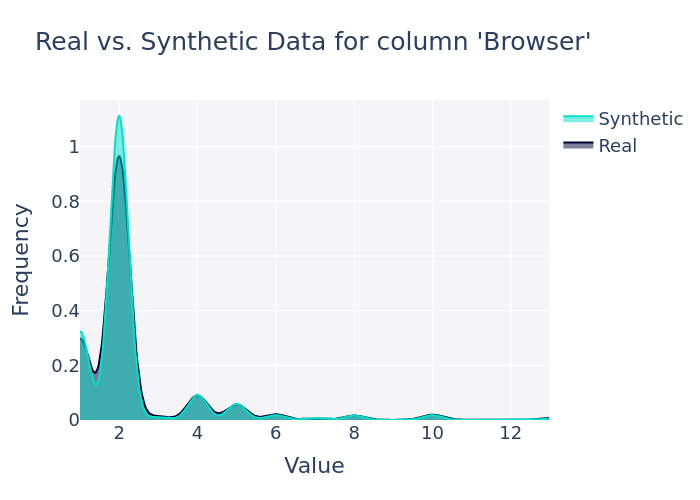 Real vs. Synthetic Data for column 'Browser'
Synthetic
Real
Frequency
1
0.8
0.6
0.4
0.2
0
2
4
6
8
10
12
Value